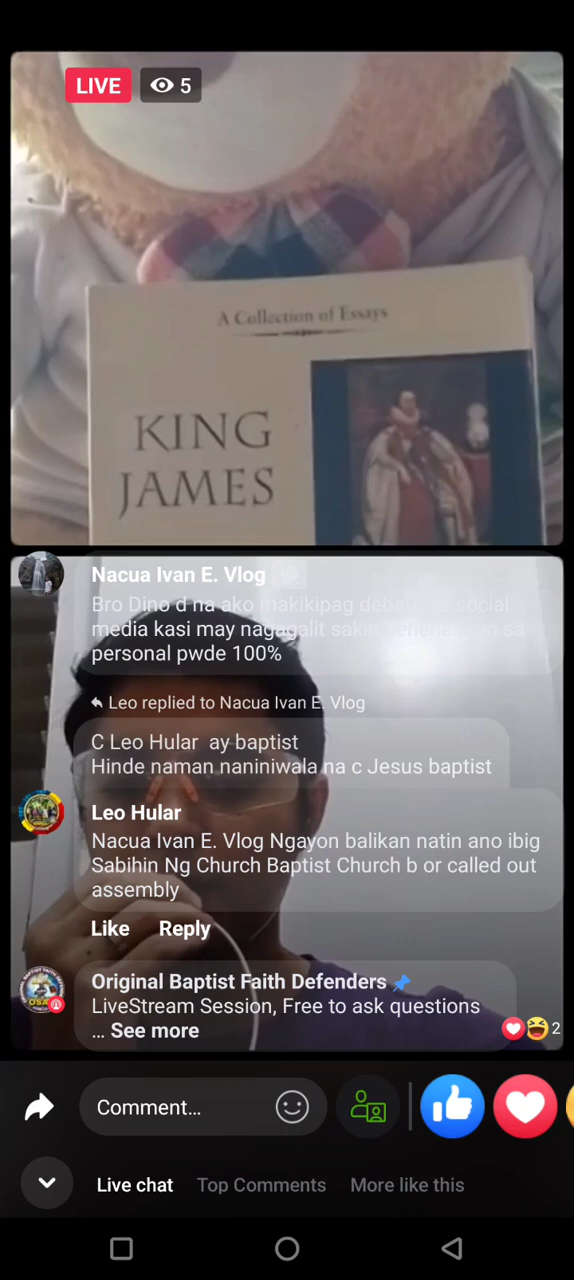 LIVE
5
A Collection of Essays
KING
JAMES
Nacua Ivan E. Vlog
Bro Dino d na ako makikipag social
media kasi may nagagalit sa
personal pwde 100%
Leo replied to Nacua Ivan E. Vlog
C Leo Hular ay baptist
Hinde naman naniniwala na c Jesus baptist
Leo Hular
Nacua Ivan E. Vlog Ngayon balikan natin ano ibig
Sabihin Ng Church Baptist Church b or called out
assembly
Like Reply
Original Baptist Faith Defenders
LiveStream Session, Free to ask questions
... See more
2
Comment...
Live chat Top Comments More like this